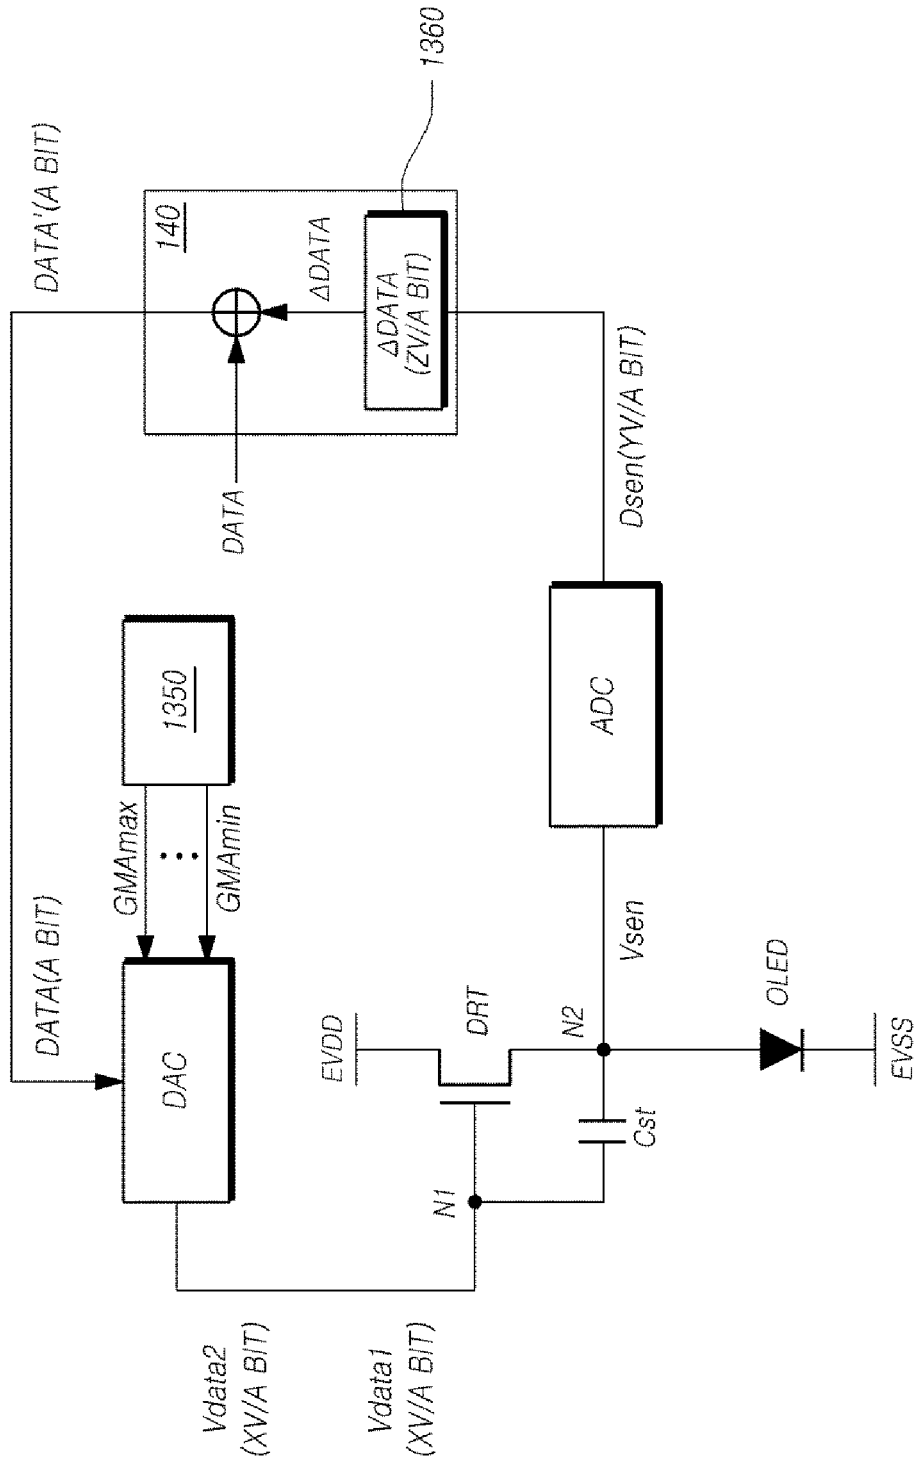 DATA(A BIT)
DATA'(A BIT)
DAC
GMAmax
GMAmin
1350
DATA
140
ΔDATA
ΔDATA
(ZV/A BIT)
1360
Vdata2
(XV/A BIT)
Vdata1
(XV/A BIT)
EVDD
DRT
N1
N2
Cst
Vsen
ADC
Dsen(YV/A BIT)
OLED
EVSS